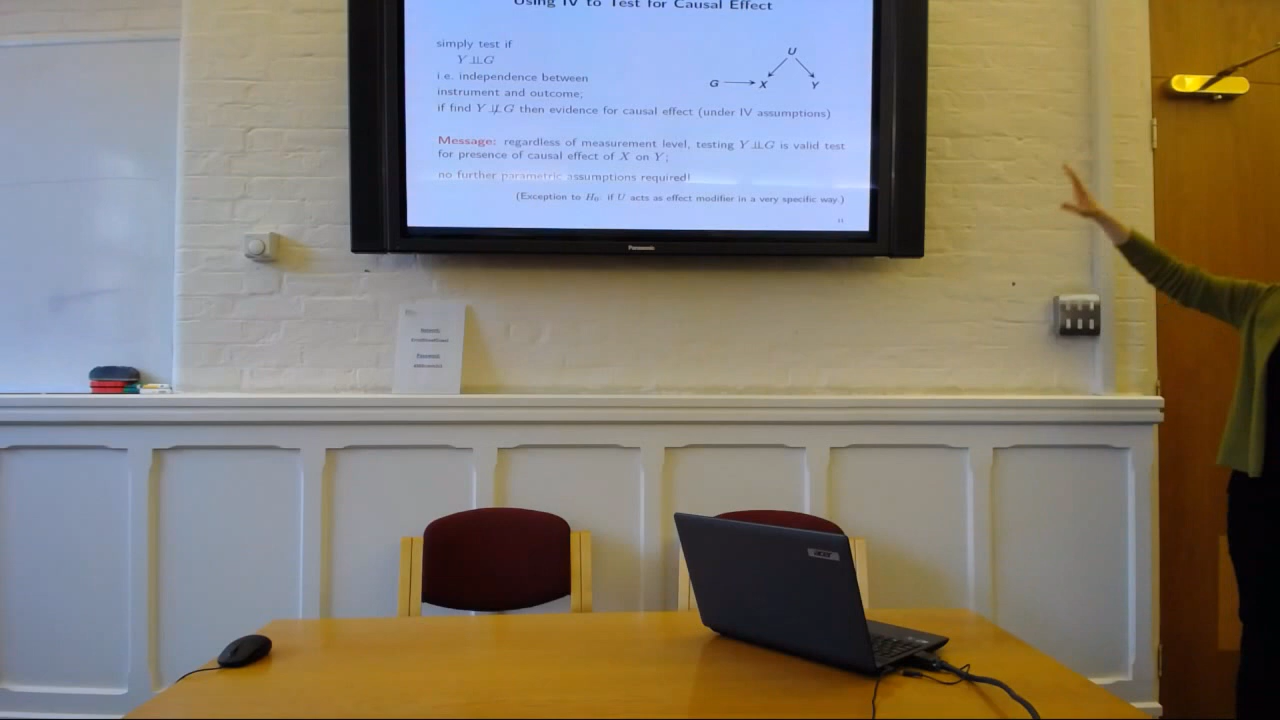 Using IV to Test for Causal Effect
simply test if
Y ⊥⊥ G
i.e. independence between
instrument and outcome;
if find Y ⊥̸⊥ G then evidence for causal effect (under IV assumptions)
U
G
X
Y
Message: regardless of measurement level, testing Y ⊥⊥ G is valid test
for presence of causal effect of X on Y;
no further parametric assumptions required!
(Exception to H₀: if U acts as effect modifier in a very specific way.)
11
Panasonic
acer